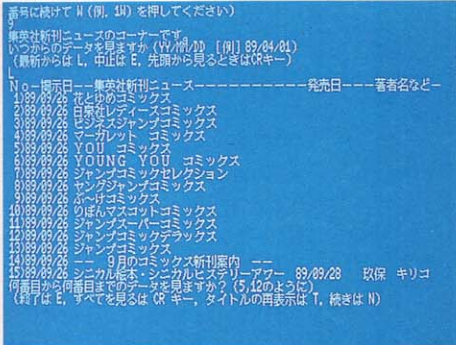 番号に続けて W (例. 1W) を押してください)
9
集英社新刊ニュースのコーナーです。
いつからのデータを見ますか (YY/MM/DD [例] 89/04/01)
(最新からは L, 中止は E, 先頭から見るときはCRキー)
L
No-掲示日--集英社新刊ニュース-----------発売日---著者名など-
1)89/09/26 花とゆめコミックス
2)89/09/26 白泉社レディースコミックス
3)89/09/26 ビジネスジャンプコミックス
4)89/09/26 マーガレット コミックス
5)89/09/26 YOU コミックス
6)89/09/26 YOUNG YOU コミックス
7)89/09/26 ジャンプコミックセレクション
8)89/09/26 ヤングジャンプコミックス
9)89/09/26 ぶ〜けコミックス
10)89/09/26 りぼんマスコットコミックス
11)89/09/26 ジャンプスーパーコミックス
12)89/09/26 ジャンプコミックデラックス
13)89/09/26 ジャンプコミックス
14)89/09/26 -- 9月のコミックス新刊案内 --
15)89/09/26 シニカル絵本・シニカルヒステリーアワー 89/09/28 玖保 キリコ
何番目から何番目までのデータを見ますか? (5,12のように)
(終了は E, すべてを見るは CR キー, タイトルの再表示は T, 続きは N)